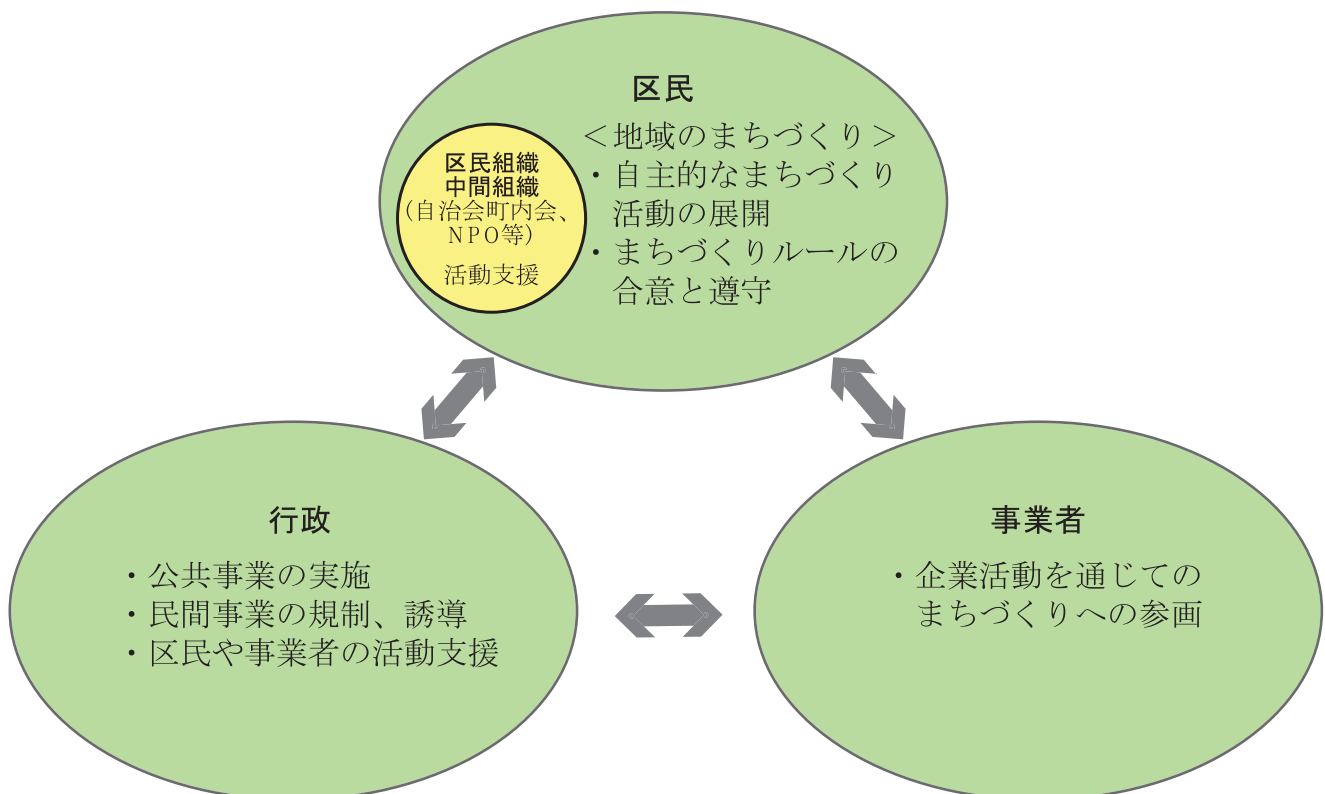 区民
＜地域のまちづくり＞
・自主的なまちづくり
活動の展開
・まちづくりルールの
合意と遵守
区民組織
中間組織
（自治会町内会、
NPO等）
活動支援
行政
・公共事業の実施
・民間事業の規制、誘導
・区民や事業者の活動支援
事業者
・企業活動を通じての
まちづくりへの参画